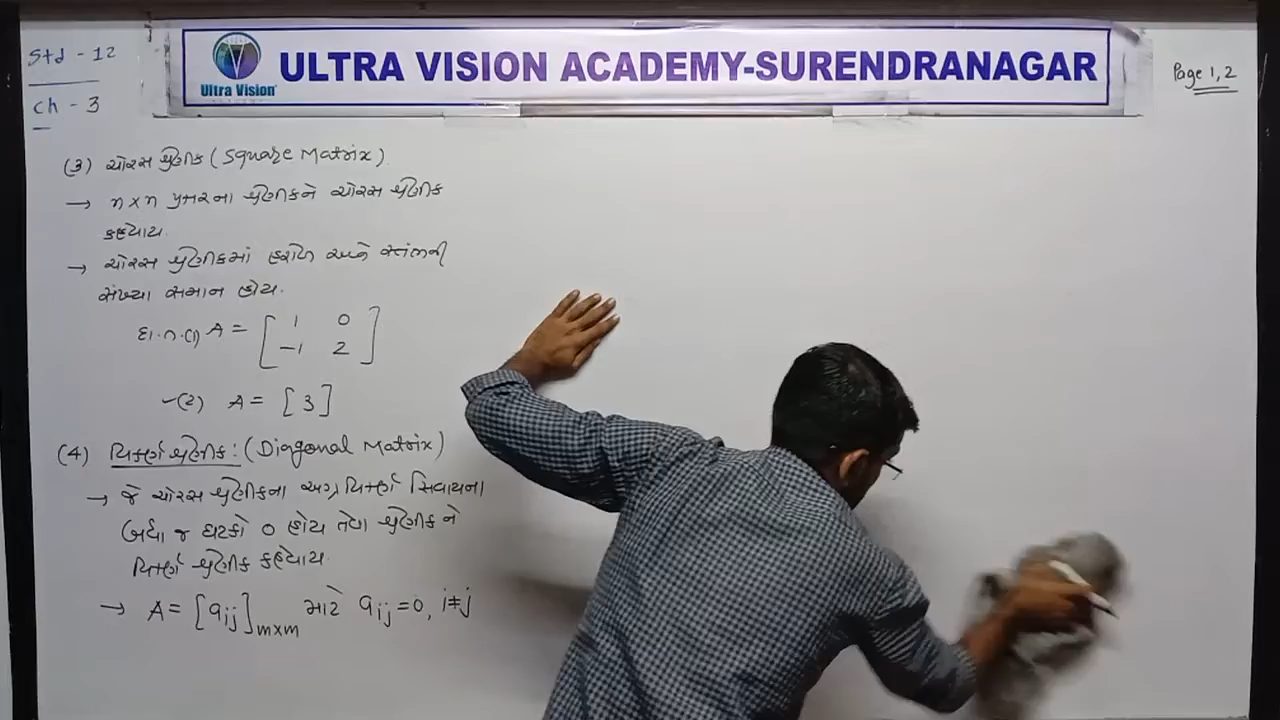 Std - 12
Ch - 3
Ultra Vision
ULTRA VISION ACADEMY-SURENDRANAGAR
Page 1, 2
(3) ચોરસ શ્રેણીક (Square Matrix).
→ n×n પ્રકારના શ્રેણીકને ચોરસ શ્રેણીક
કહેવાય.
→ ચોરસ શ્રેણીકમાં હાર અને સ્તંભની
સંખ્યા સમાન હોય.
દા.ત.(1) A = [ 1 0
-1 2 ]
(2) A = [3]
(4) વિકર્ણ શ્રેણીક : (Diagonal Matrix)
→ જે ચોરસ શ્રેણીકના અગ્ર વિકર્ણ સિવાયના
બધા જ ઘટકો 0 હોય તેવા શ્રેણીક ને
વિકર્ણ શ્રેણીક કહેવાય.
→ A = [aij]m×m માટે aij = 0, i≠j